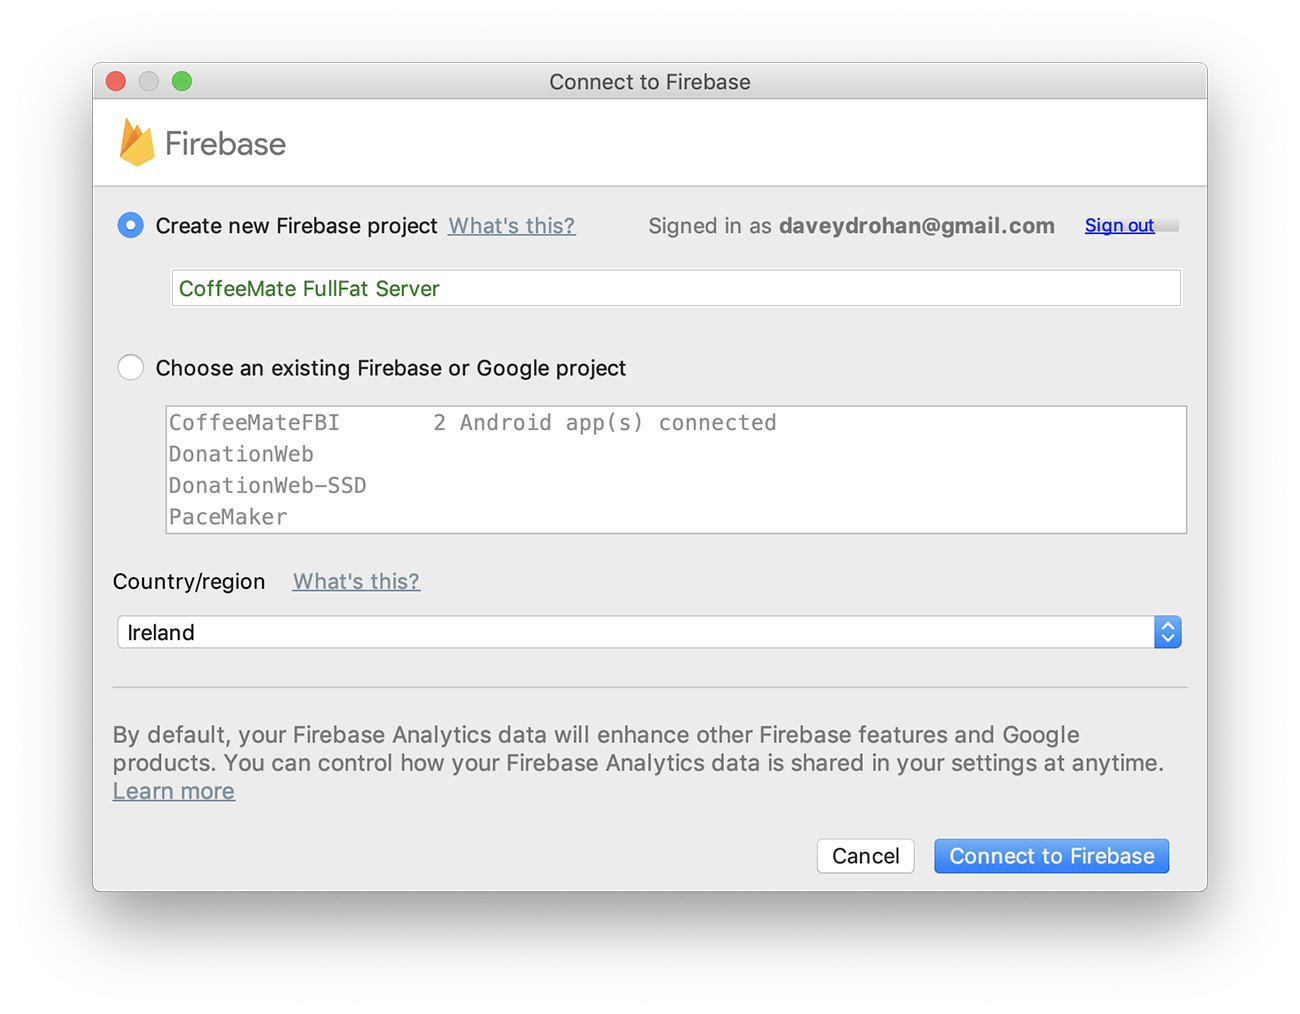 Connect to Firebase
Firebase
Create new Firebase project What's this? Signed in as daveydrohan@gmail.com Sign out
CoffeeMate FullFat Server
Choose an existing Firebase or Google project
CoffeeMateFBI 2 Android app(s) connected
DonationWeb
DonationWeb-SSD
PaceMaker
Country/region What's this?
Ireland
By default, your Firebase Analytics data will enhance other Firebase features and Google
products. You can control how your Firebase Analytics data is shared in your settings at anytime.
Learn more
Cancel Connect to Firebase